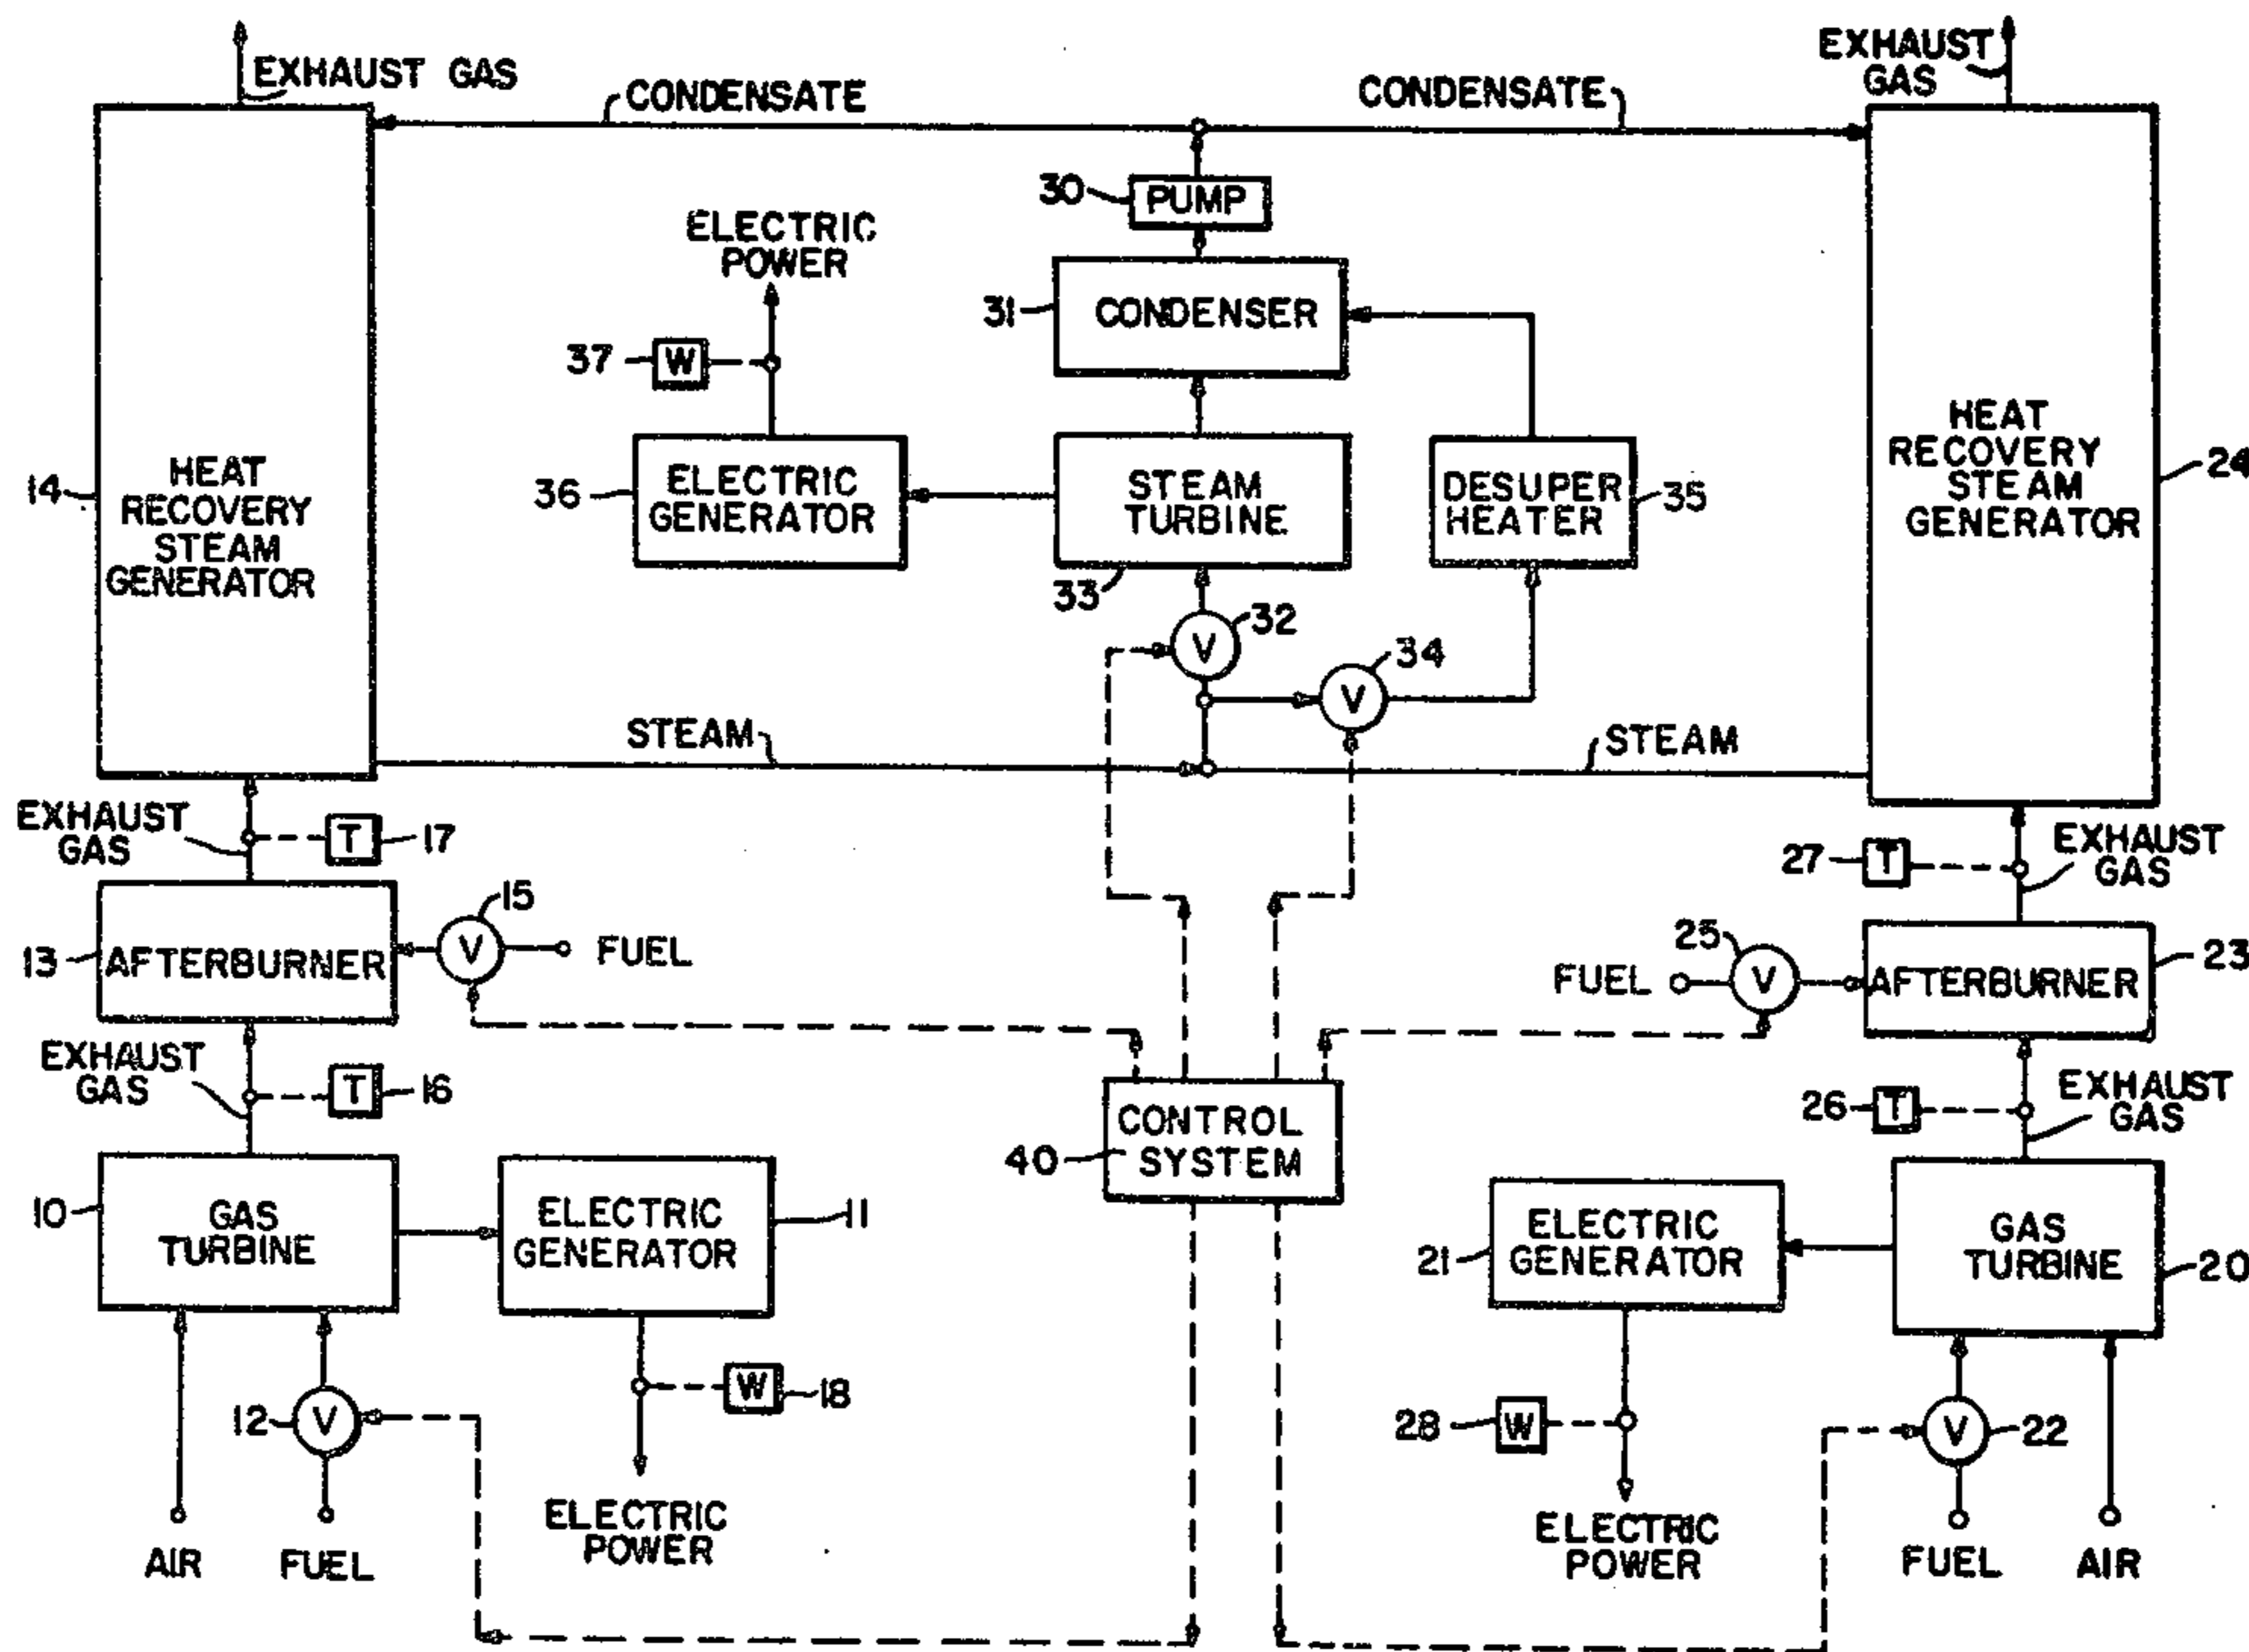 EXHAUST GAS
CONDENSATE
CONDENSATE
EXHAUST
GAS
30
PUMP
ELECTRIC
POWER
31
CONDENSER
37
W
14
HEAT
RECOVERY
STEAM
GENERATOR
36
ELECTRIC
GENERATOR
STEAM
TURBINE
33
DESUPER
HEATER
35
HEAT
RECOVERY
STEAM
GENERATOR
24
V
32
V
34
STEAM
STEAM
EXHAUST
GAS
T
17
27
T
EXHAUST
GAS
13
AFTERBURNER
15
V
FUEL
FUEL
25
V
AFTERBURNER
23
EXHAUST
GAS
T
16
40
CONTROL
SYSTEM
26
T
EXHAUST
GAS
10
GAS
TURBINE
ELECTRIC
GENERATOR
11
21
ELECTRIC
GENERATOR
GAS
TURBINE
20
12
V
W
18
28
W
V
22
AIR
FUEL
ELECTRIC
POWER
ELECTRIC
POWER
FUEL
AIR